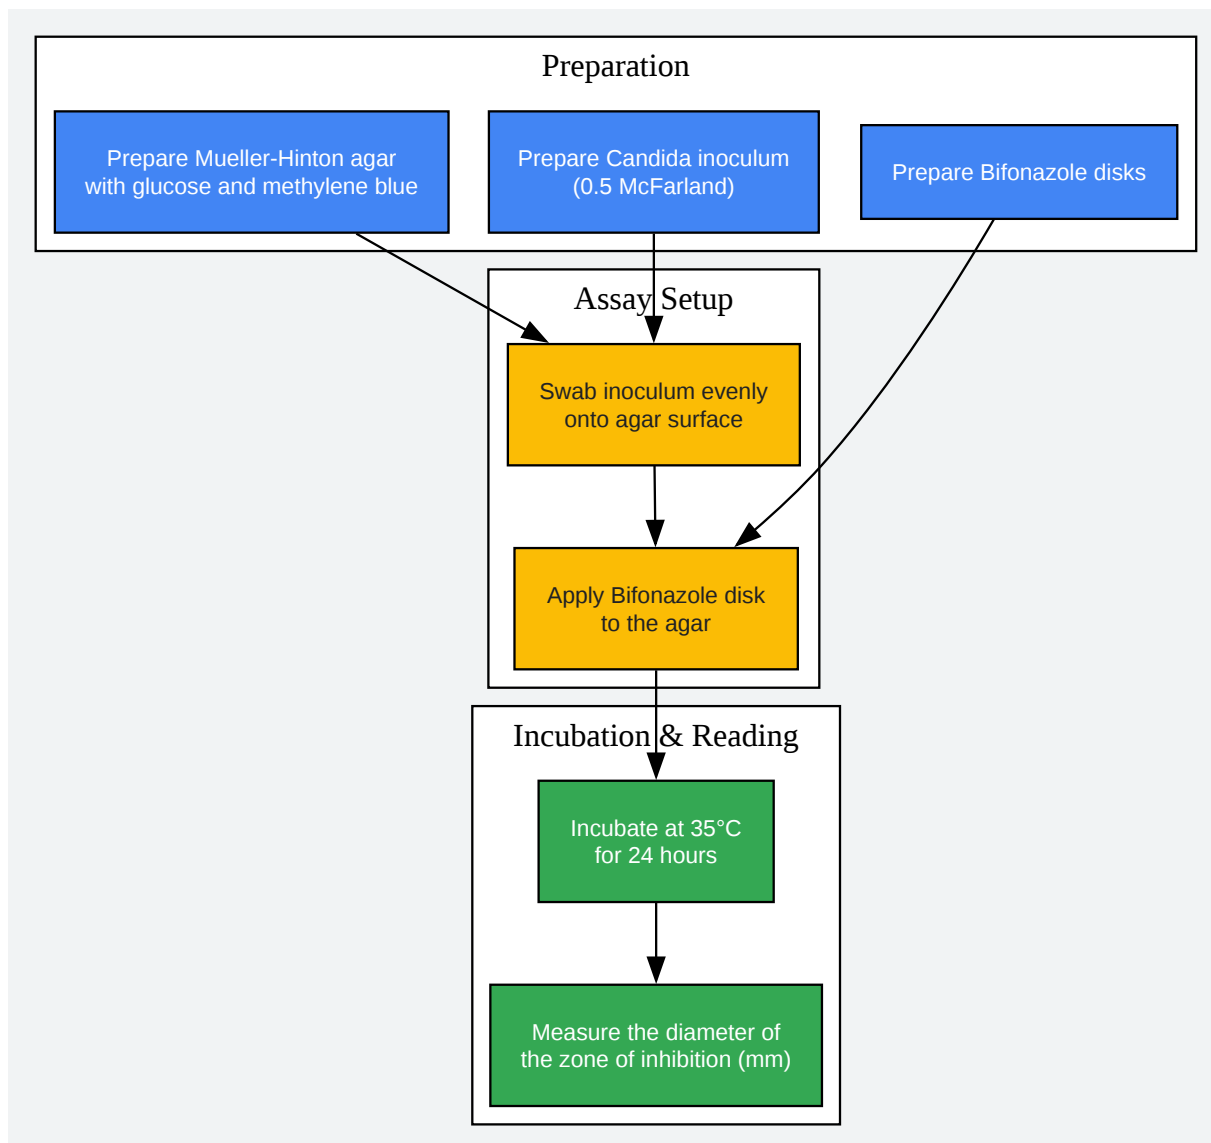 Preparation
Prepare Mueller-Hinton agar
with glucose and methylene blue
Prepare Candida inoculum
(0.5 McFarland)
Prepare Bifonazole disks
Assay Setup
Swab inoculum evenly
onto agar surface
Apply Bifonazole disk
to the agar
Incubation & Reading
Incubate at 35°C
for 24 hours
Measure the diameter of
the zone of inhibition (mm)